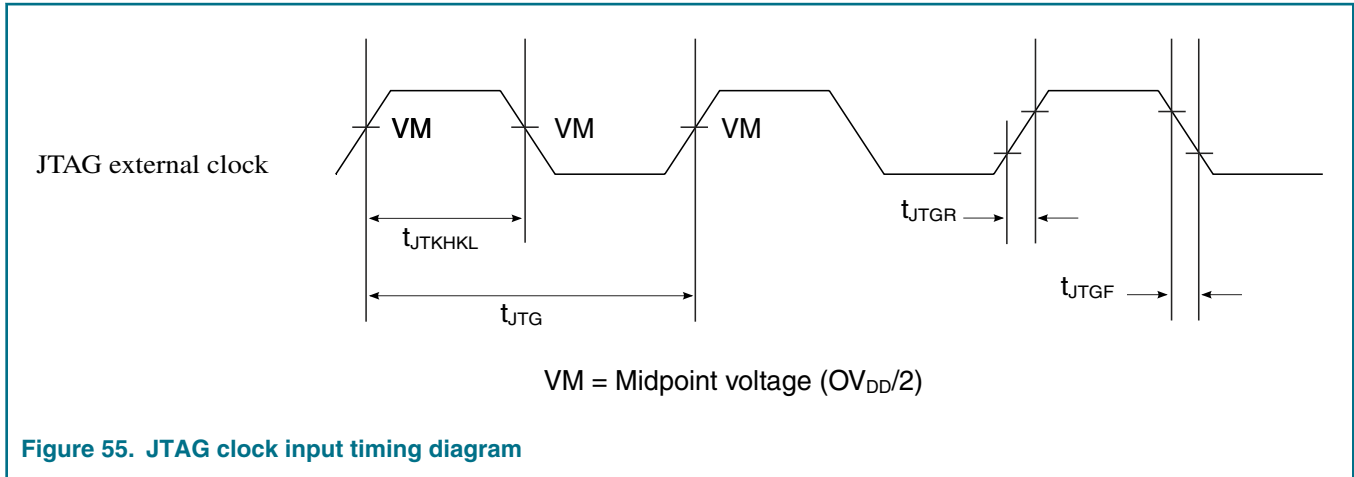 VM VM VM
JTAG external clock
tJTKHKL
tJTGR
tJTG
tJTGF
VM = Midpoint voltage (OVDD/2)
Figure 55. JTAG clock input timing diagram